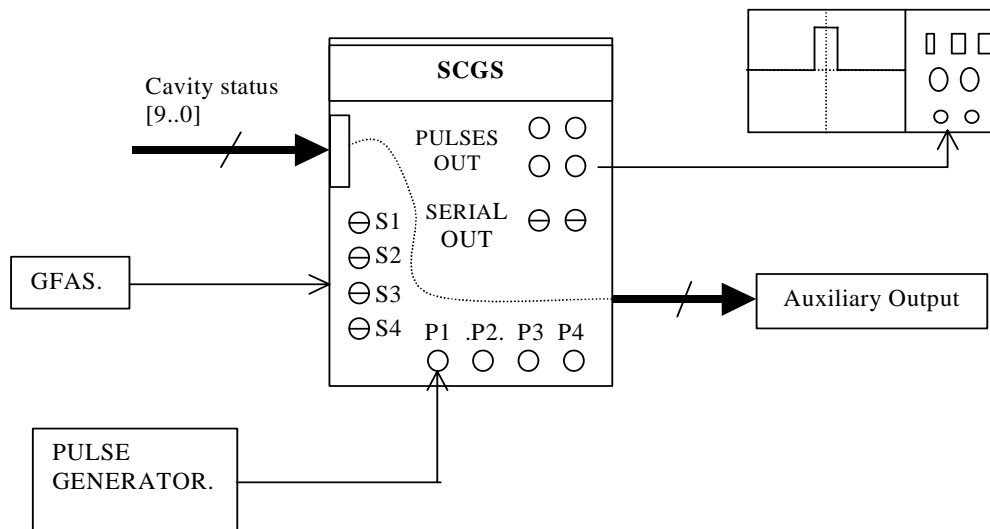 SCGS
Cavity status
[9..0]
PULSES
OUT
SERIAL
OUT
S1
S2
S3
S4
GFAS.
Auxiliary Output
P1 .P2. P3 P4
PULSE
GENERATOR.